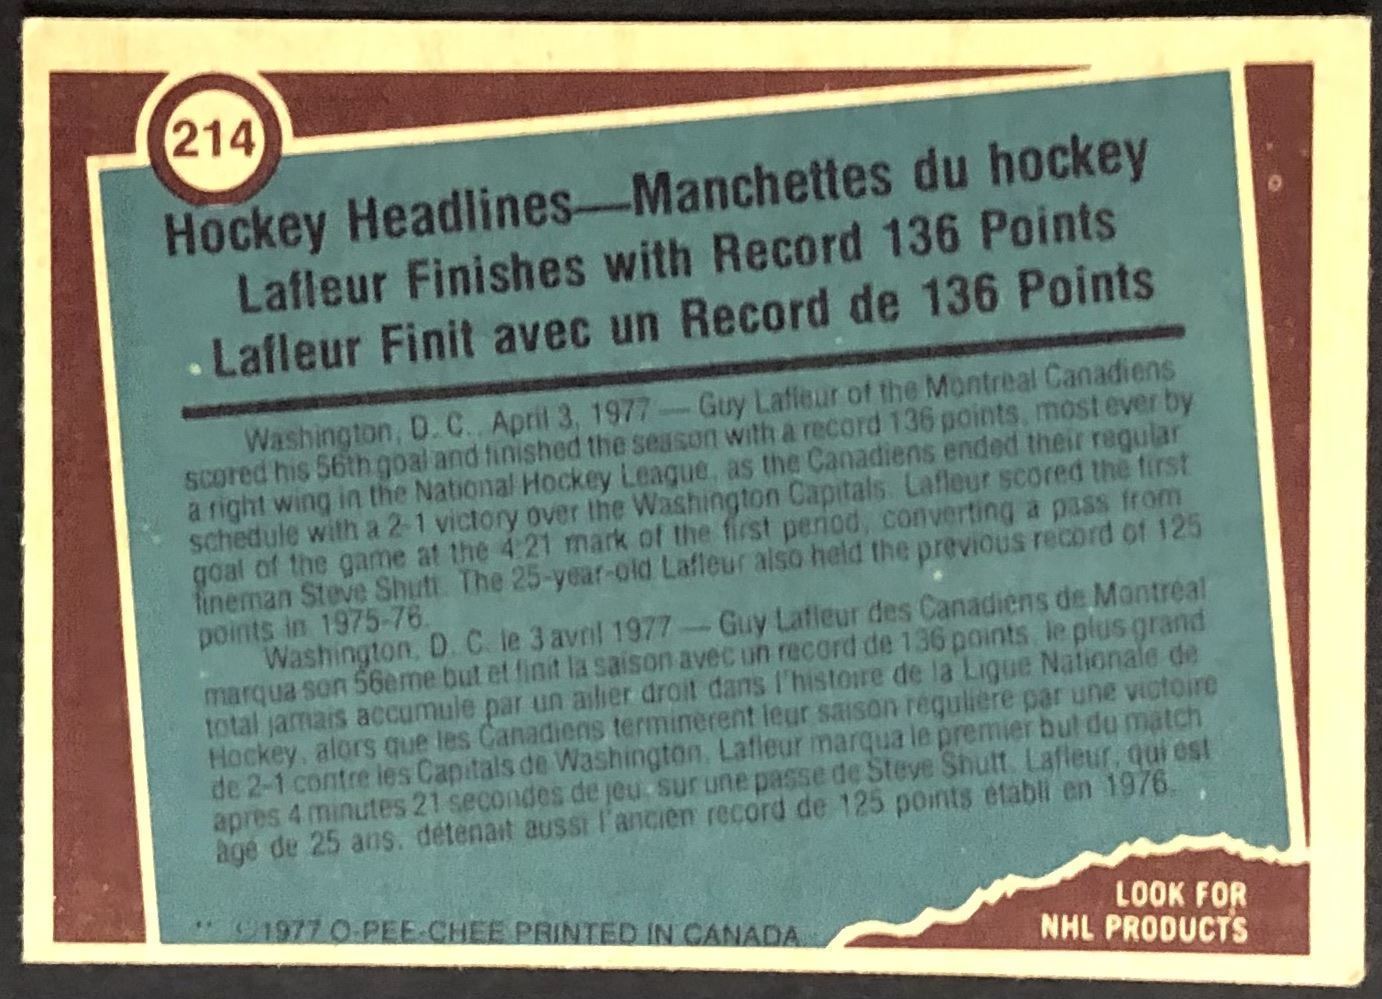 214
Hockey Headlines—Manchettes du hockey
Lafleur Finishes with Record 136 Points
Lafleur Finit avec un Record de 136 Points
Washington, D. C., April 3, 1977 — Guy Lafleur of the Montreal Canadiens
scored his 56th goal and finished the season with a record 136 points, most ever by
a right wing in the National Hockey League, as the Canadiens ended their regular
schedule with a 2-1 victory over the Washington Capitals. Lafleur scored the first
goal of the game at the 4:21 mark of the first period, converting a pass from
lineman Steve Shutt. The 25-year-old Lafleur also held the previous record of 125
points in 1975-76.
Washington, D. C. le 3 avril 1977 — Guy Lafleur des Canadiens de Montréal
marqua son 56eme but et finit la saison avec un record de 136 points, le plus grand
total jamais accumulé par un ailier droit dans l'histoire de la Ligue Nationale de
Hockey, alors que les Canadiens terminèrent leur saison régulière par une victoire
de 2-1 contre les Capitals de Washington. Lafleur marqua le premier but du match
après 4 minutes 21 secondes de jeu, sur une passe de Steve Shutt. Lafleur, qui est
âgé de 25 ans, détenait aussi l'ancien record de 125 points établi en 1976.
** ©1977 O-PEE-CHEE PRINTED IN CANADA
LOOK FOR
NHL PRODUCTS